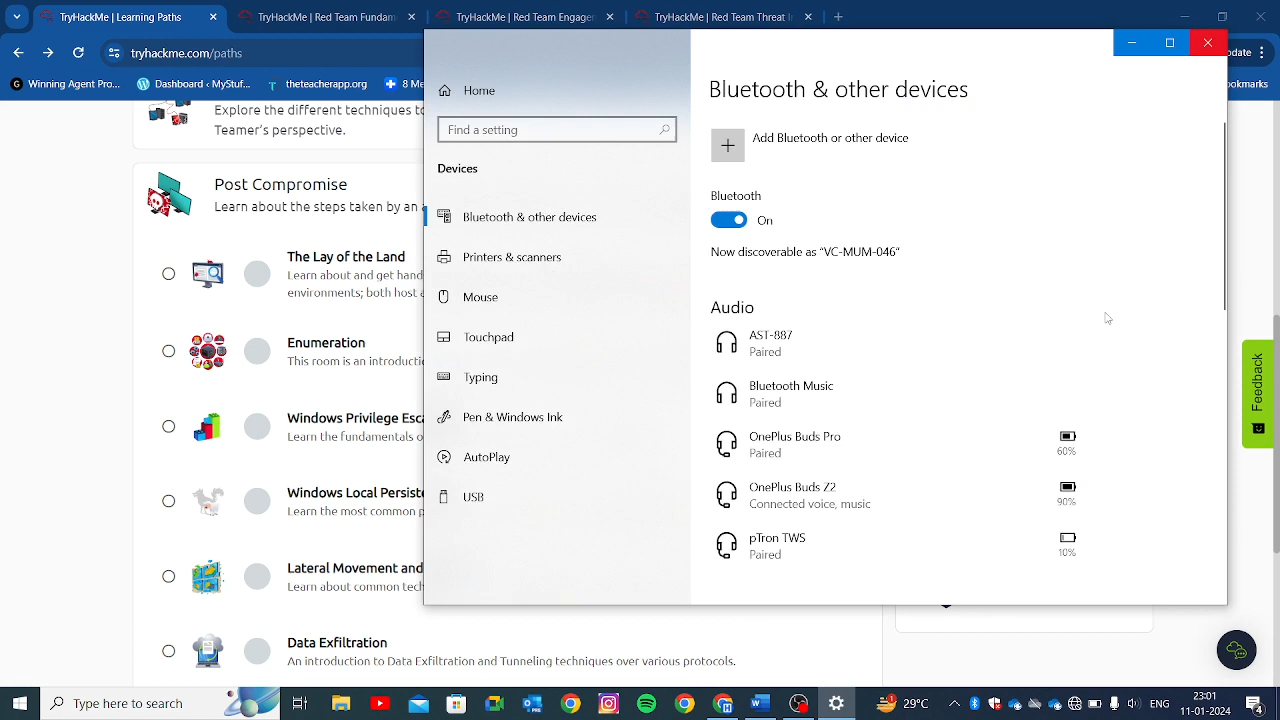 TryHackMe | Learning Paths
TryHackMe | Red Team Fundam
TryHackMe | Red Team Engager
TryHackMe | Red Team Threat In
tryhackme.com/paths
date
Winning Agent Pro...
Dashboard ‹ MySuf...
theteacherapp.org
8 Me
okmarks
Explore the different techniques to
Teamer's perspective.
Post Compromise
Learn about the steps taken by an
The Lay of the Land
Learn about and get hand
environments; both host a
Enumeration
This room is an introduct
Windows Privilege Esca
Learn the fundamentals o
Windows Local Persiste
Learn the most common p
Lateral Movement and
Learn about common tech
Data Exfiltration
An introduction to Data Exfiltration and Tunneling techniques over various protocols.
Home
Find a setting
Devices
Bluetooth & other devices
Printers & scanners
Mouse
Touchpad
Typing
Pen & Windows Ink
AutoPlay
USB
Bluetooth & other devices
Add Bluetooth or other device
Bluetooth
On
Now discoverable as “VC-MUM-046”
Audio
AST-887
Paired
Bluetooth Music
Paired
OnePlus Buds Pro
Paired
60%
OnePlus Buds Z2
Connected voice, music
90%
pTron TWS
Paired
10%
Feedback
Type here to search
29°C
ENG
23:01
11-01-2024